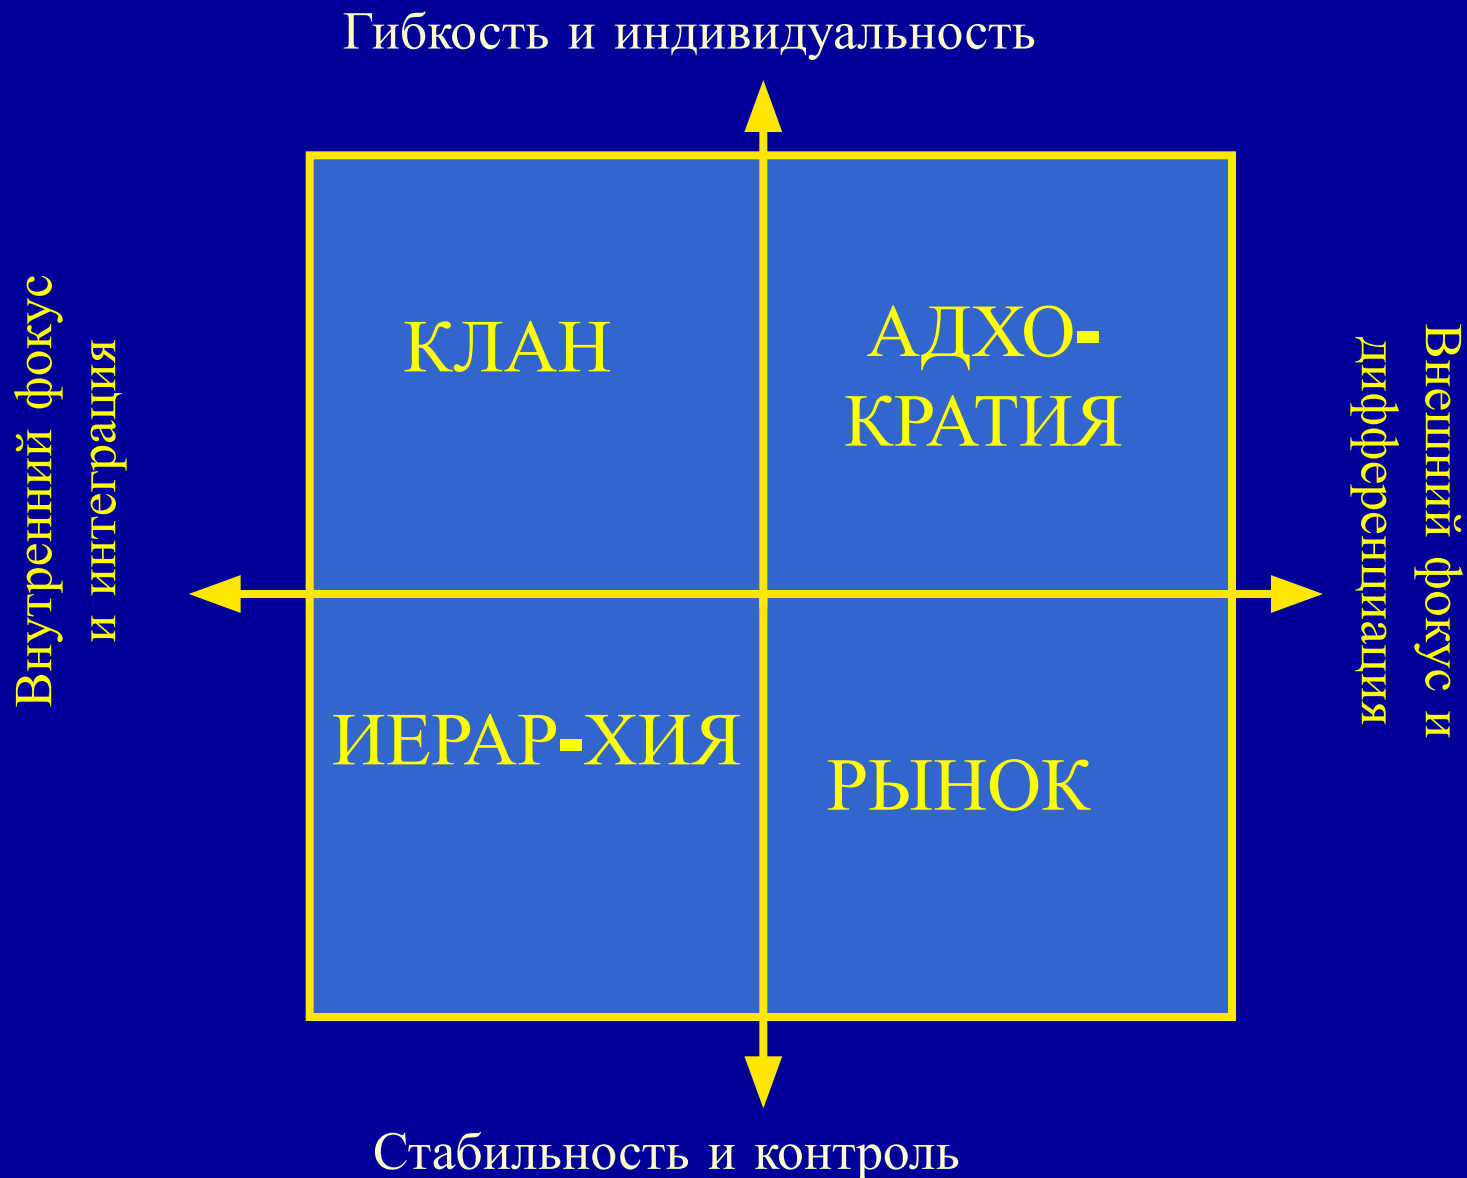 Гибкость и индивидуальность
Внутренний фокус
и интеграция
КЛАН
АДХО-
КРАТИЯ
Внешний фокус и
дифференциация
ИЕРАР-ХИЯ
РЫНОК
Стабильность и контроль